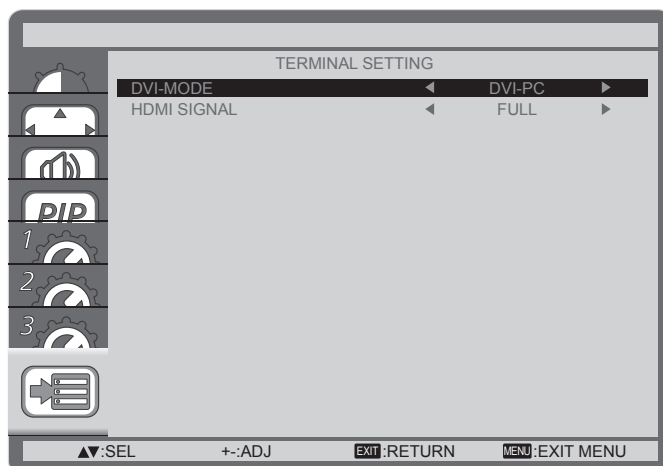 TERMINAL SETTING
DVI-MODE ◀ DVI-PC ▶
HDMI SIGNAL ◀ FULL ▶
PIP
1
2
3
▲▼:SEL +-:ADJ EXIT:RETURN MENU:EXIT MENU